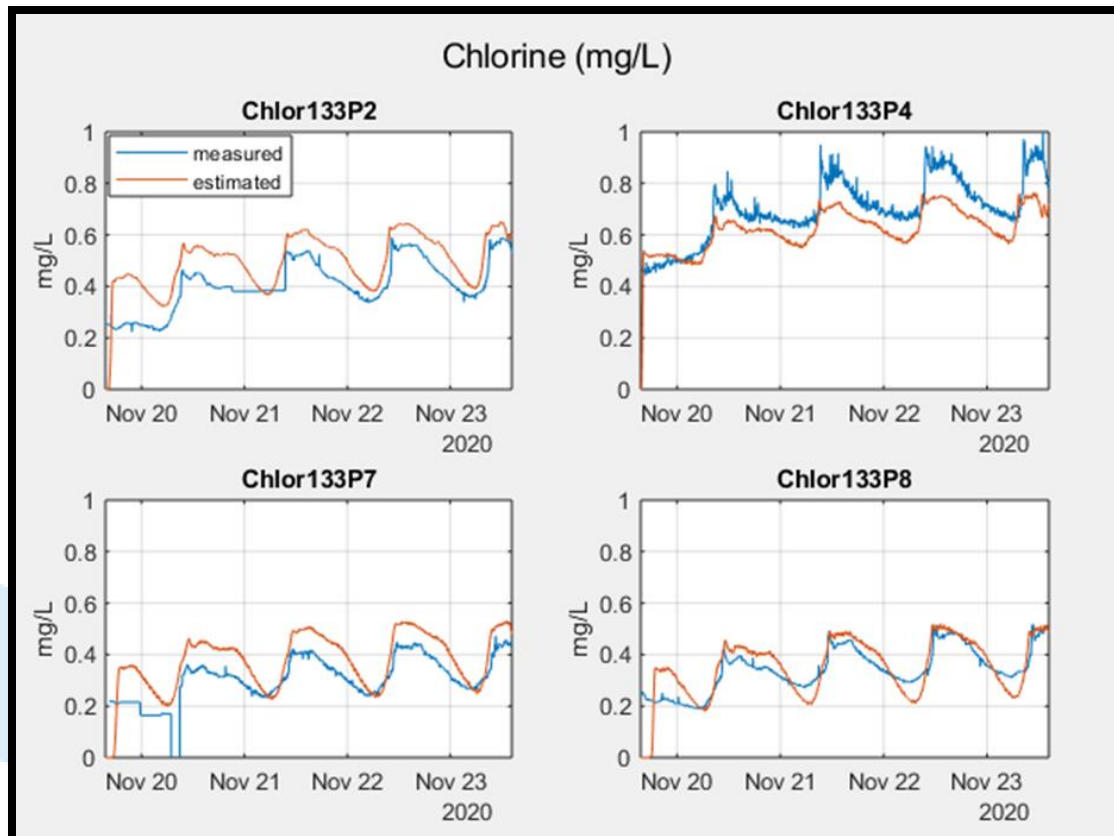 Chlorine (mg/L)
Chlor133P2
measured
estimated
mg/L
1
0.8
0.6
0.4
0.2
0
Nov 20 Nov 21 Nov 22 Nov 23
2020
Chlor133P4
mg/L
1
0.8
0.6
0.4
0.2
0
Nov 20 Nov 21 Nov 22 Nov 23
2020
Chlor133P7
mg/L
1
0.8
0.6
0.4
0.2
0
Nov 20 Nov 21 Nov 22 Nov 23
2020
Chlor133P8
mg/L
1
0.8
0.6
0.4
0.2
0
Nov 20 Nov 21 Nov 22 Nov 23
2020